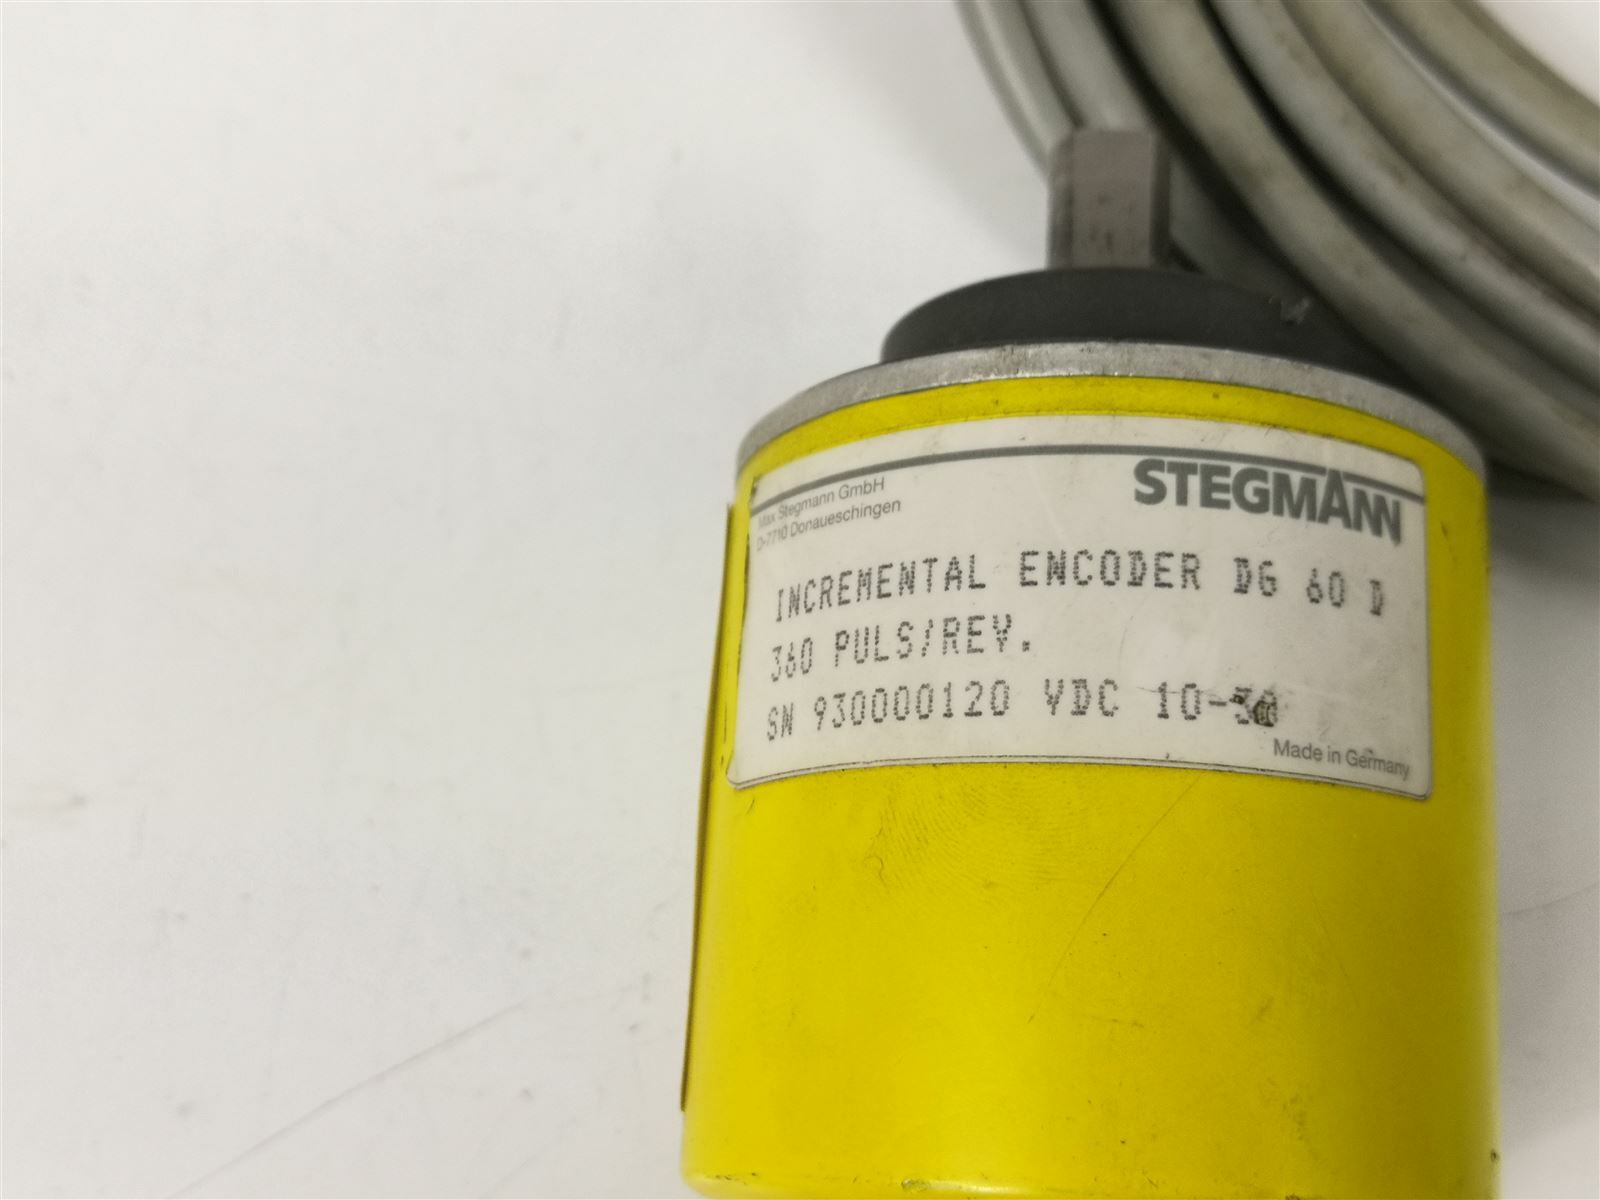 Max Stegmann GmbH
D-7710 Donaueschingen
STEGMANN
INCREMENTAL ENCODER DG 60 D
360 PULS/REV.
SN 930000120 VDC 10-30
Made in Germany